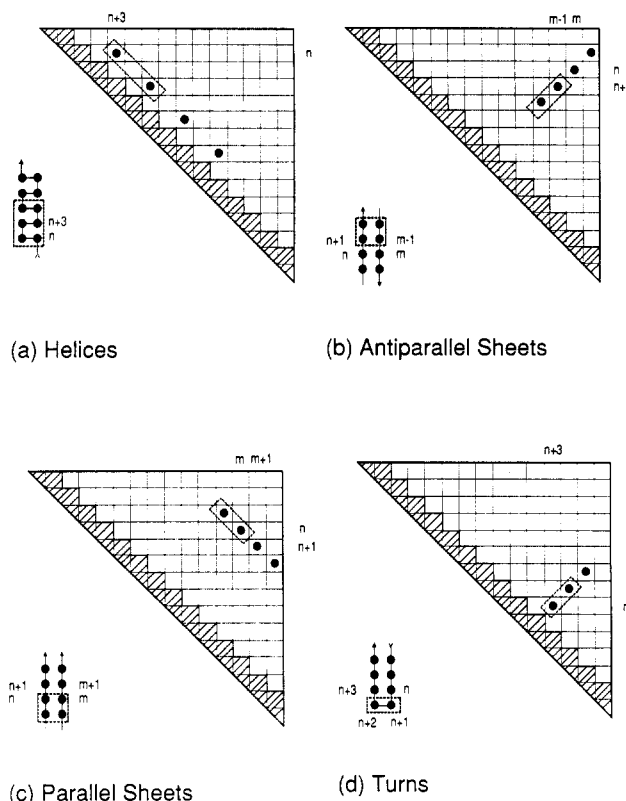 n+3
n
n+3
n
(a) Helices
m-1 m
n
n+
n+1
m-1
n
m
(b) Antiparallel Sheets
m m+1
n
n+1
n+1
m+1
n
m
(c) Parallel Sheets
n+3
n
n+3
n
n+2
n+1
(d) Turns